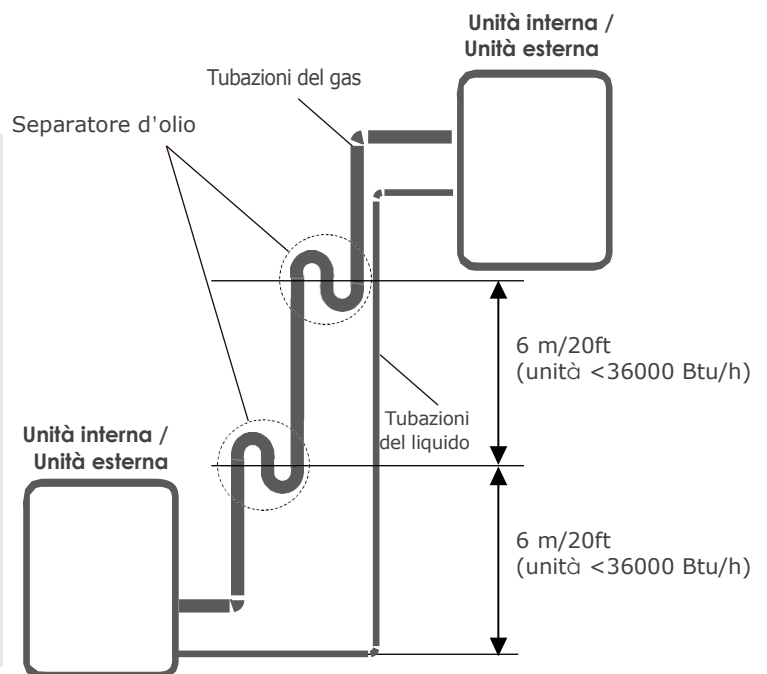 Unità interna /
Unità esterna
Tubazioni del gas
Separatore d'olio
6 m/20ft
(unità <36000 Btu/h)
Tubazioni
del liquido
Unità interna /
Unità esterna
6 m/20ft
(unità <36000 Btu/h)